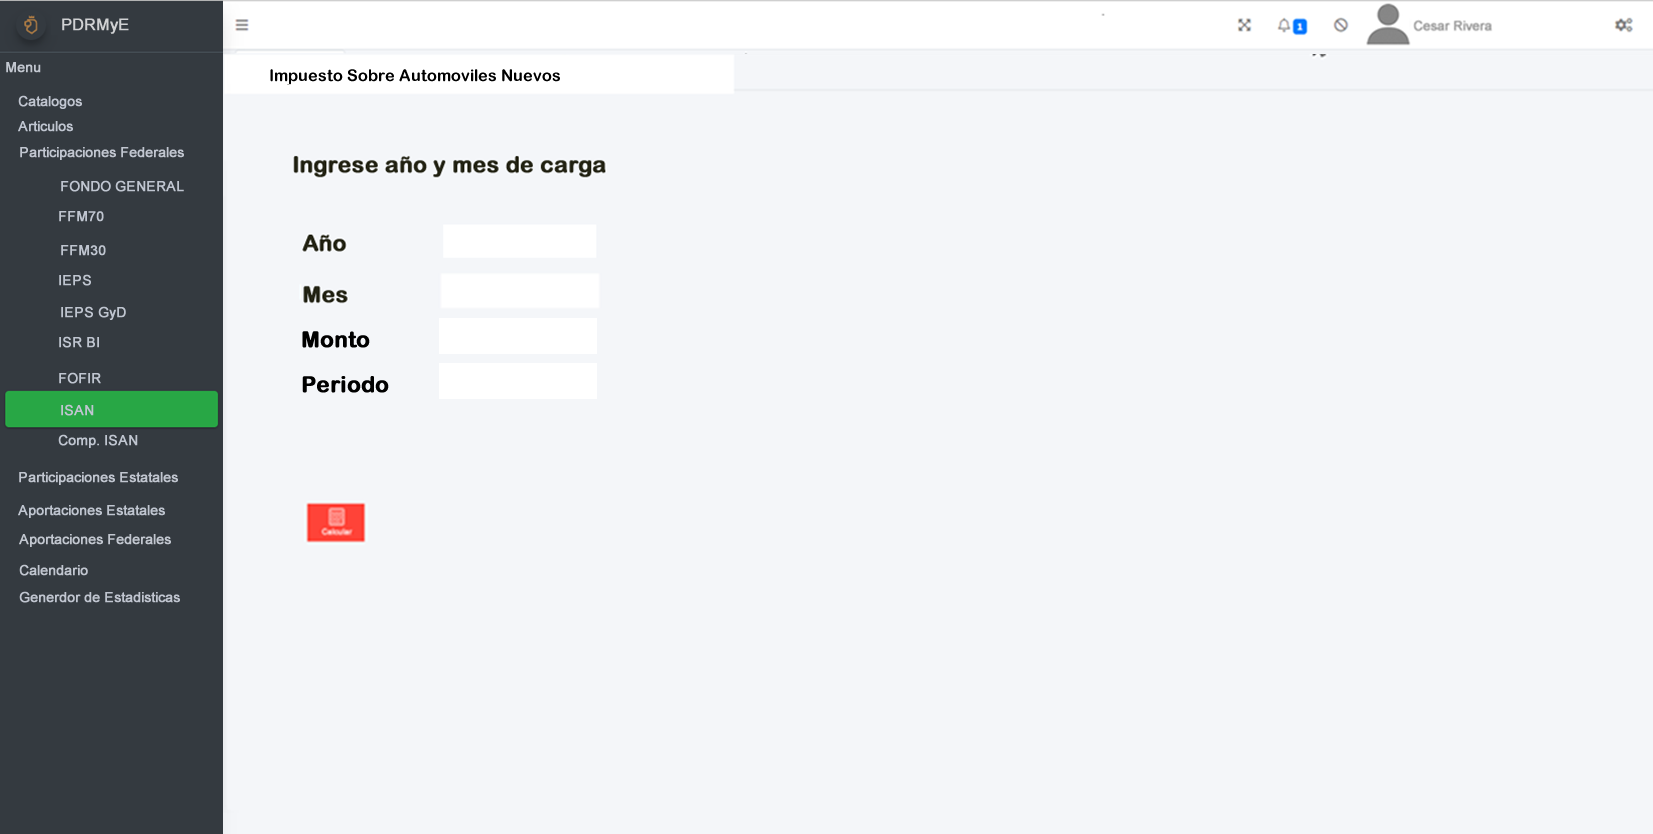 PDRMyE
1
Cesar Rivera
Menu
Impuesto Sobre Automoviles Nuevos
Catalogos
Articulos
Participaciones Federales
FONDO GENERAL
FFM70
FFM30
IEPS
IEPS GyD
ISR BI
FOFIR
ISAN
Comp. ISAN
Participaciones Estatales
Aportaciones Estatales
Aportaciones Federales
Calendario
Generdor de Estadisticas
Ingrese año y mes de carga
Año
Mes
Monto
Periodo
Calcular